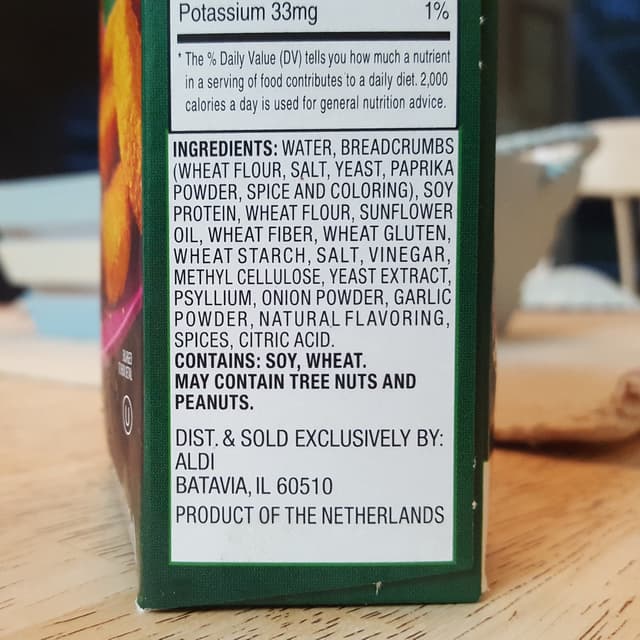 Potassium 33mg 1%
* The % Daily Value (DV) tells you how much a nutrient
in a serving of food contributes to a daily diet. 2,000
calories a day is used for general nutrition advice.
INGREDIENTS: WATER, BREADCRUMBS
(WHEAT FLOUR, SALT, YEAST, PAPRIKA
POWDER, SPICE AND COLORING), SOY
PROTEIN, WHEAT FLOUR, SUNFLOWER
OIL, WHEAT FIBER, WHEAT GLUTEN,
WHEAT STARCH, SALT, VINEGAR,
METHYL CELLULOSE, YEAST EXTRACT,
PSYLLIUM, ONION POWDER, GARLIC
POWDER, NATURAL FLAVORING,
SPICES, CITRIC ACID.
CONTAINS: SOY, WHEAT.
MAY CONTAIN TREE NUTS AND
PEANUTS.
DIST. & SOLD EXCLUSIVELY BY:
ALDI
BATAVIA, IL 60510
PRODUCT OF THE NETHERLANDS
U